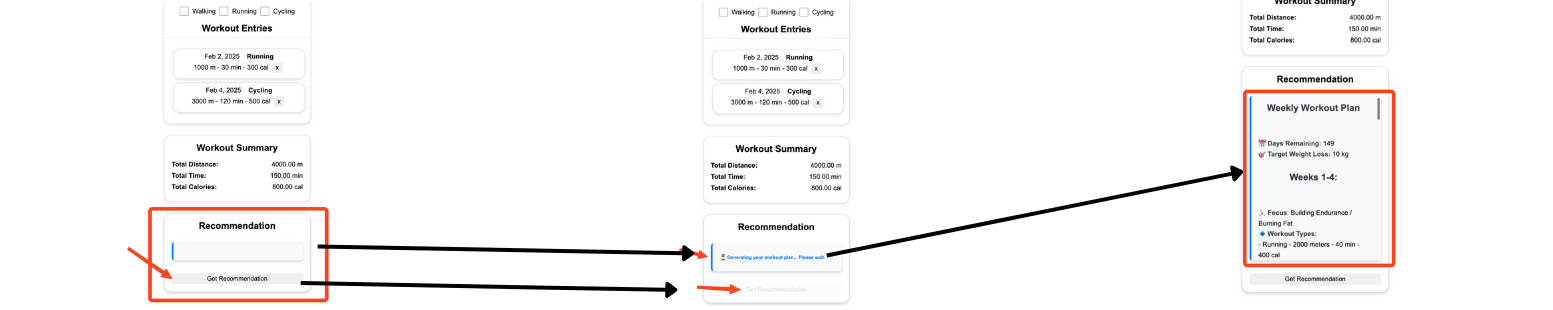 Walking Running Cycling
Workout Entries
Feb 2, 2025 Running
1000 m - 30 min - 300 cal x
Feb 4, 2025 Cycling
3000 m - 120 min - 500 cal x
Workout Summary
Total Distance: 4000.00 m
Total Time: 150.00 min
Total Calories: 800.00 cal
Recommendation
Get Recommendation
Walking Running Cycling
Workout Entries
Feb 2, 2025 Running
1000 m - 30 min - 300 cal x
Feb 4, 2025 Cycling
3000 m - 120 min - 500 cal x
Workout Summary
Total Distance: 4000.00 m
Total Time: 150.00 min
Total Calories: 800.00 cal
Recommendation
⏳ Generating your workout plan... Please wait.
Get Recommendation
Workout Summary
Total Distance: 4000.00 m
Total Time: 150.00 min
Total Calories: 800.00 cal
Recommendation
Weekly Workout Plan
📅 Days Remaining: 149
🎯 Target Weight Loss: 10 kg
Weeks 1-4:
🏃 Focus: Building Endurance /
Burning Fat
🔹 Workout Types:
- Running - 2000 meters - 40 min -
400 cal
Get Recommendation